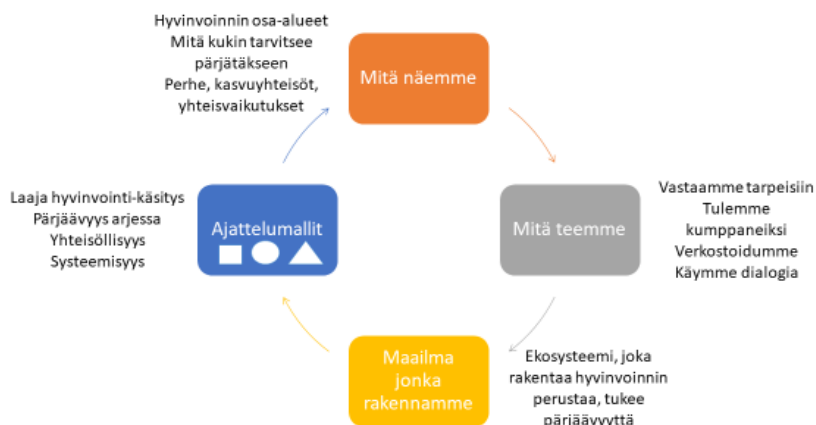 Hyvinvoinnin osa-alueet
Mitä kukin tarvitsee
pärjätäkseen
Perhe, kasvuyhteisöt,
yhteisvaikutukset
Mitä näemme
Laaja hyvinvointi-käsitys
Pärjäävyys arjessa
Yhteisöllisyys
Systeemisyys
Ajattelumallit
Mitä teemme
Vastaamme tarpeisiin
Tulemme
kumppaneiksi
Verkostoidumme
Käymme dialogia
Maailma
jonka
rakennamme
Ekosysteemi, joka
rakentaa hyvinvoinnin
perustaa, tukee
pärjäävyyttä